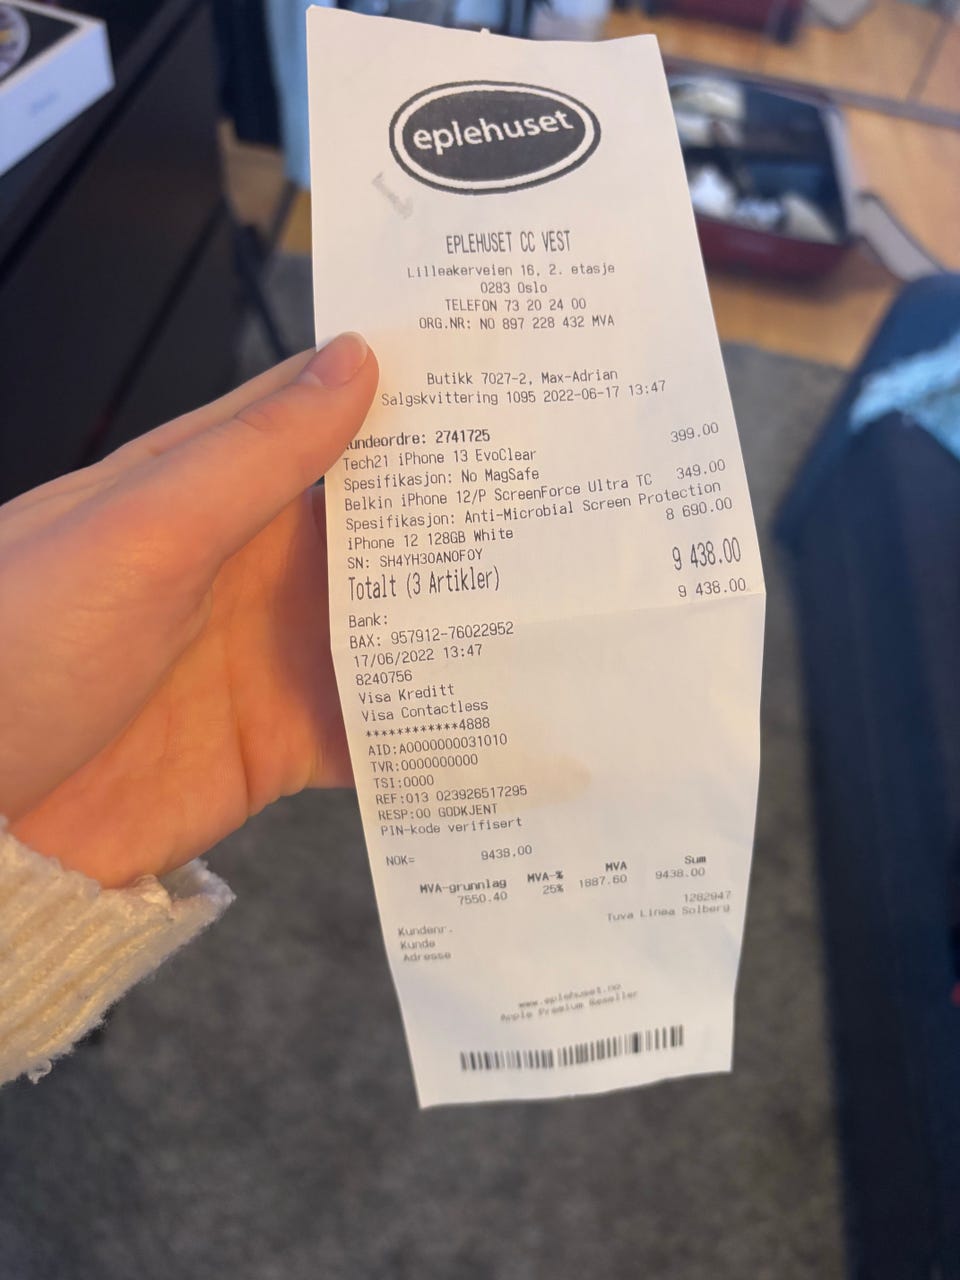 eplehuset
EPLEHUSET CC VEST
Lilleakerveien 16, 2. etasje
0283 Oslo
TELEFON 73 20 24 00
ORG.NR: NO 897 228 432 MVA
Butikk 7027-2, Max-Adrian
Salgskvittering 1095 2022-06-17 13:47
undeordre: 2741725
Tech21 iPhone 13 EvoClear 399.00
Spesifikasjon: No MagSafe
Belkin iPhone 12/P ScreenForce Ultra TC 349.00
Spesifikasjon: Anti-Microbial Screen Protection
iPhone 12 128GB White 8 690.00
SN: SH4YH30AN0F0Y
Totalt (3 Artikler) 9 438.00
Bank: 9 438.00
BAX: 957912-76022952
17/06/2022 13:47
8240756
Visa Kreditt
Visa Contactless
************4888
AID:A0000000031010
TVR:0000000000
TSI:0000
REF:013 023926517295
RESP:00 GODKJENT
PIN-kode verifisert
NOK= 9438.00
MVA-grunnlag MVA-% MVA Sum
7550.40 25% 1887.60 9438.00
Kundenr. 1282947
Kunde Tuva Linea Solberg
Adresse
www.eplehuset.no
Apple Premium Reseller